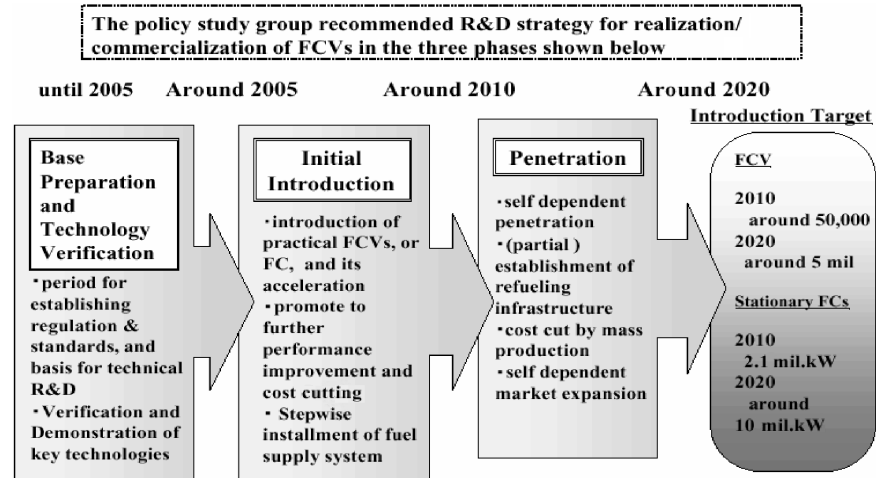 The policy study group recommended R&D strategy for realization/
commercialization of FCVs in the three phases shown below
until 2005
Around 2005
Around 2010
Around 2020
Base
Preparation
and
Technology
Verification
・period for
establishing
regulation &
standards, and
basis for technical
R&D
・Verification and
Demonstration of
key technologies
Initial
Introduction
・introduction of
practical FCVs, or
FC, and its
acceleration
・promote to
further
performance
improvement and
cost cutting
・Stepwise
installment of fuel
supply system
Penetration
・self dependent
penetration
・(partial )
establishment of
refueling
infrastructure
・cost cut by mass
production
・self dependent
market expansion
Introduction Target
FCV
2010
around 50,000
2020
around 5 mil
Stationary FCs
2010
2.1 mil.kW
2020
around
10 mil.kW